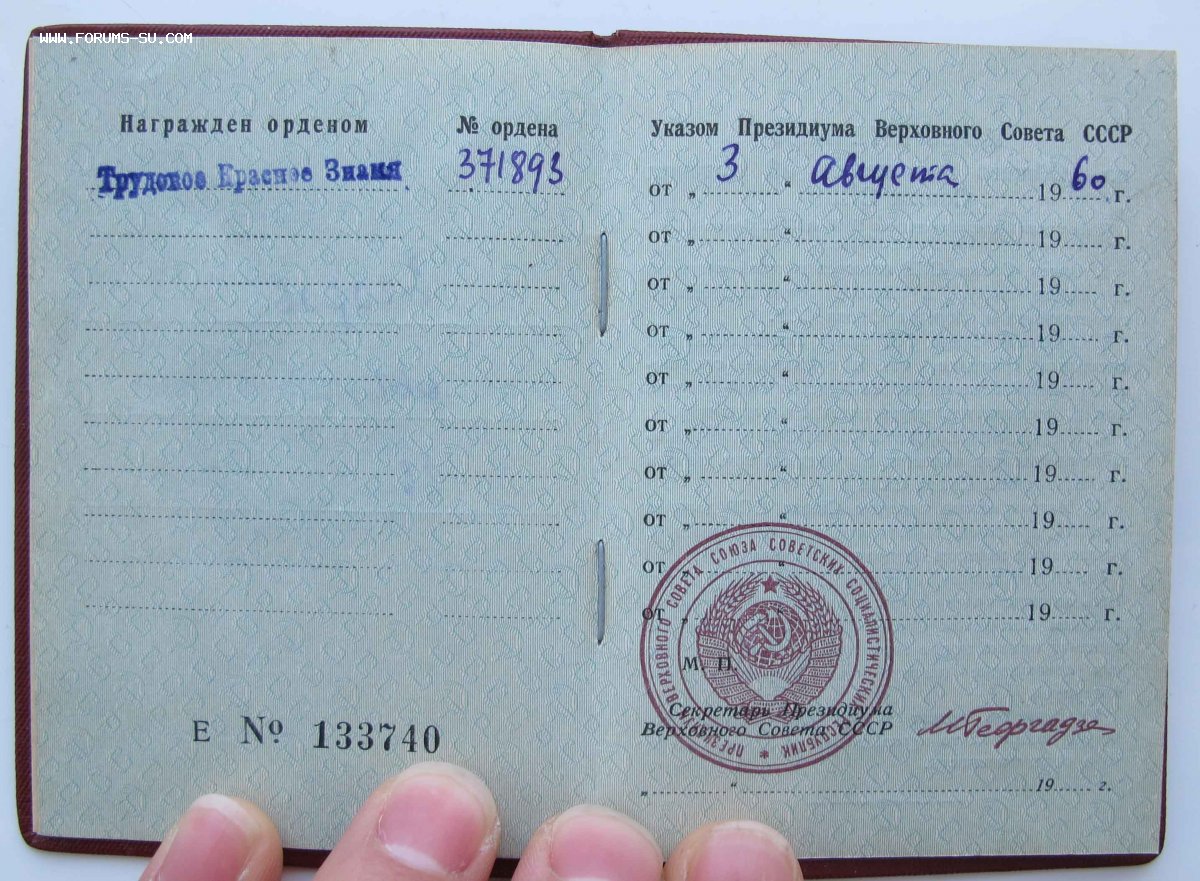 WWW.FORUMS-SU.COM
Награжден орденом
№ ордена
Трудовое Красное Знамя
371893
Е № 133740
Указом Президиума Верховного Совета СССР
от „ 3 “ Августа 1960 г.
от „ “ 19 г.
от „ “ 19 г.
от „ “ 19 г.
от „ “ 19 г.
от „ “ 19 г.
от „ “ 19 г.
от „ “ 19 г.
от „ “ 19 г.
от „ “ 19 г.
ПРЕЗИДИУМ ВЕРХОВНОГО СОВЕТА СОЮЗА СОВЕТСКИХ СОЦИАЛИСТИЧЕСКИХ РЕСПУБЛИК
М. П.
Секретарь Президиума
Верховного Совета СССР
МГеоргадзе
„ “ 19 г.